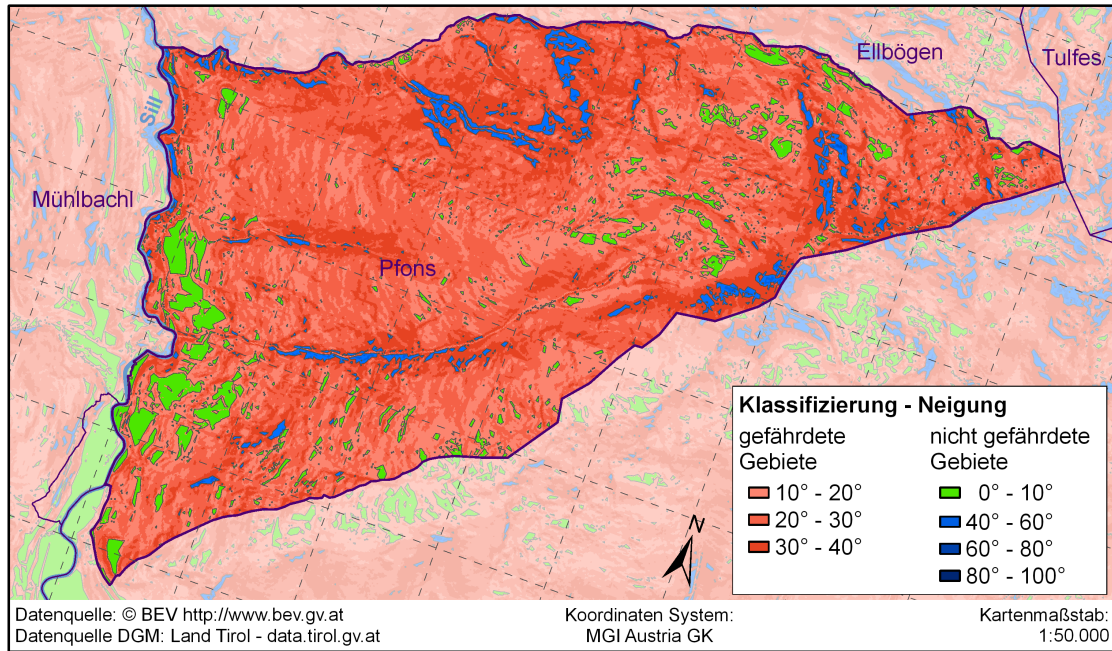 Ellbögen
Tulfes
Sill
Mühlbachl
Pfons
Klassifizierung - Neigung
gefährdete Gebiete
nicht gefährdete Gebiete
10° - 20°
20° - 30°
30° - 40°
0° - 10°
40° - 60°
60° - 80°
80° - 100°
N
Datenquelle: © BEV http://www.bev.gv.at
Datenquelle DGM: Land Tirol - data.tirol.gv.at
Koordinaten System:
MGI Austria GK
Kartenmaßstab:
1:50.000